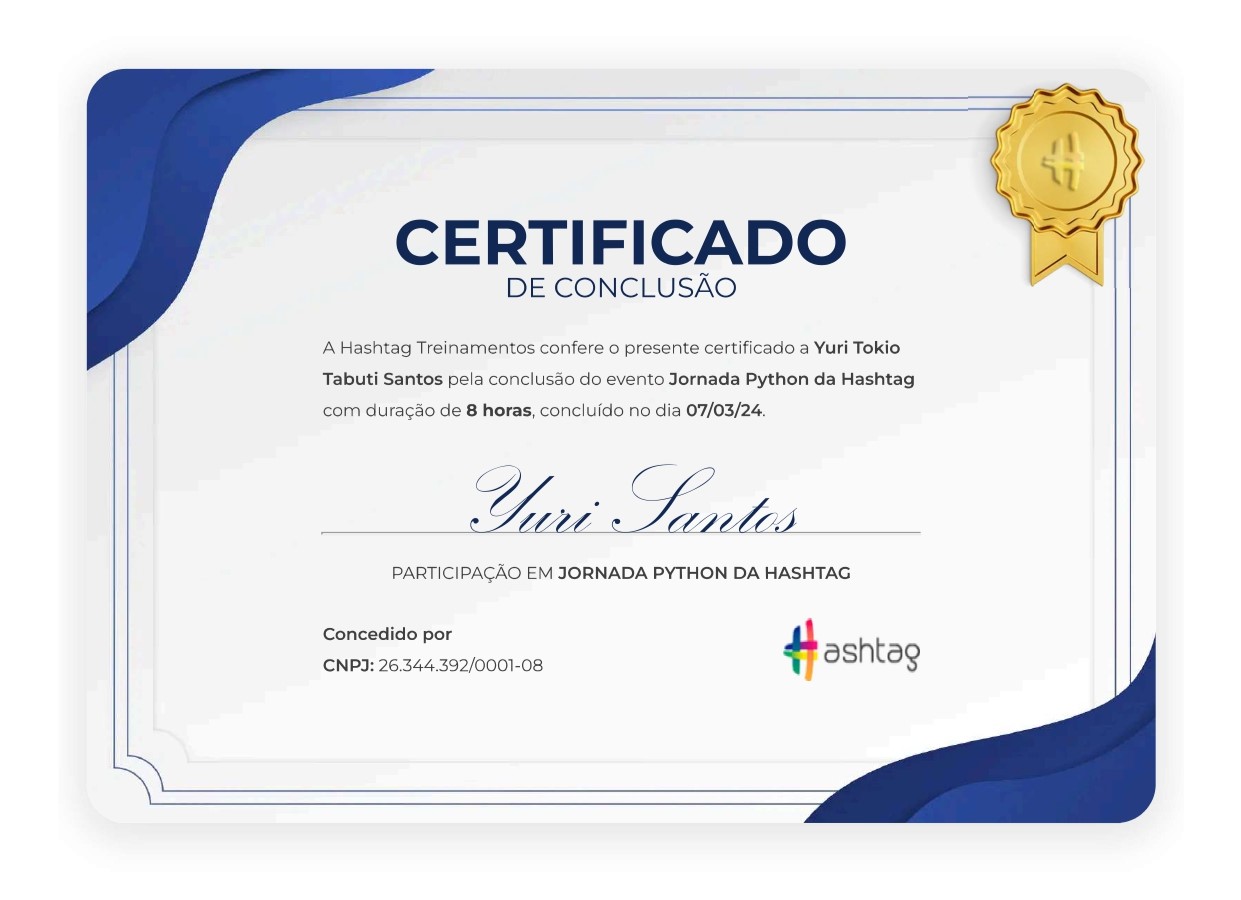 CERTIFICADO
DE CONCLUSÃO
A Hashtag Treinamentos confere o presente certificado a Yuri Tokio
Tabuti Santos pela conclusão do evento Jornada Python da Hashtag
com duração de 8 horas, concluído no dia 07/03/24.
Yuri Santos
PARTICIPAÇÃO EM JORNADA PYTHON DA HASHTAG
Concedido por
CNPJ: 26.344.392/0001-08
Hashtag